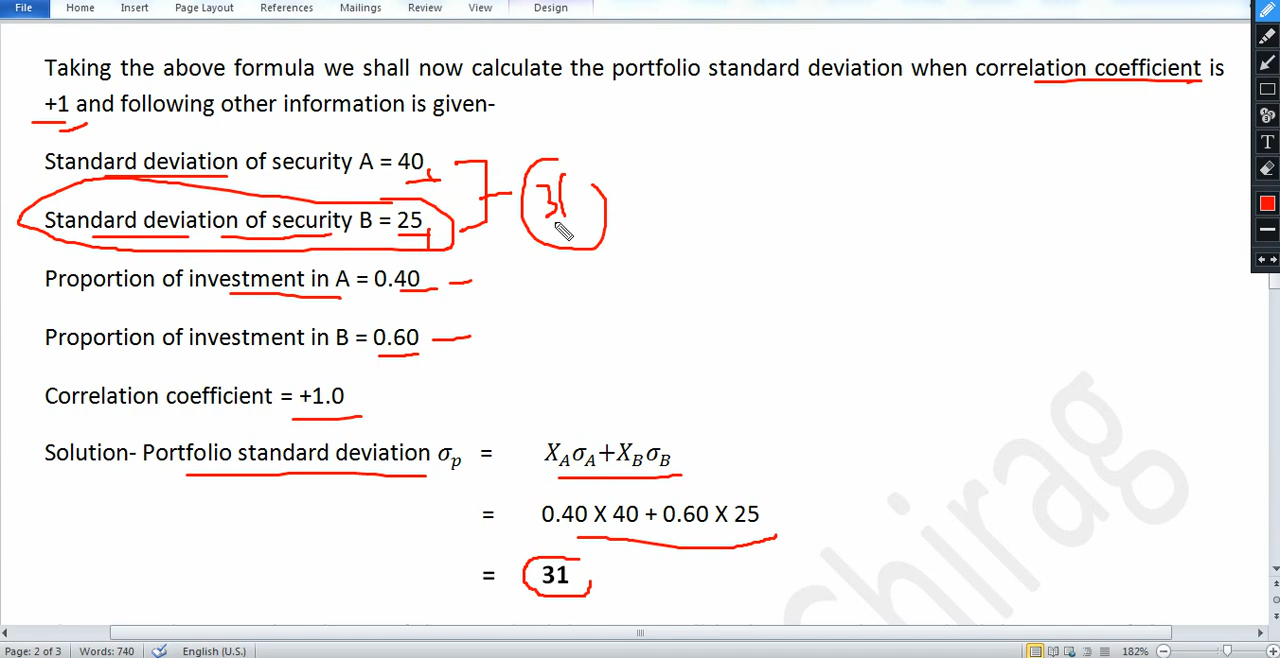 File Home Insert Page Layout References Mailings Review View Design
Taking the above formula we shall now calculate the portfolio standard deviation when correlation coefficient is
+1 and following other information is given-
Standard deviation of security A = 40
Standard deviation of security B = 25
31
Proportion of investment in A = 0.40
Proportion of investment in B = 0.60
Correlation coefficient = +1.0
Solution- Portfolio standard deviation σₚ = X_Aσ_A+X_Bσ_B
= 0.40 X 40 + 0.60 X 25
= 31
Chirag
Page: 2 of 3 Words: 740 English (U.S.) 182%